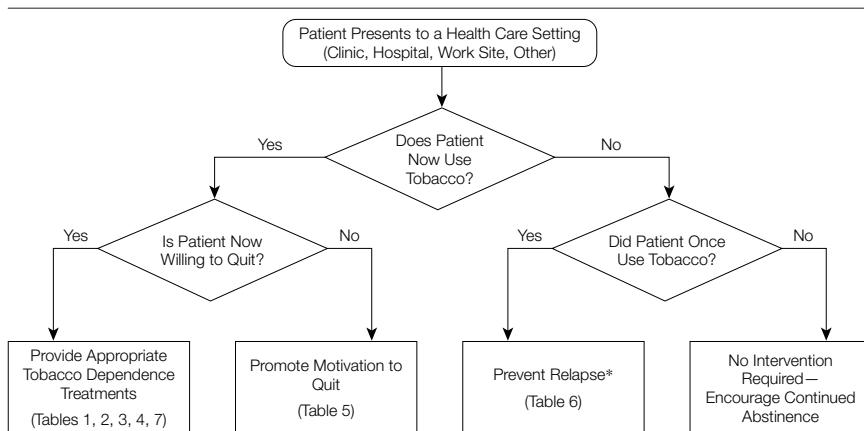 Patient Presents to a Health Care Setting
(Clinic, Hospital, Work Site, Other)
Does Patient
Now Use
Tobacco?
Yes
No
Is Patient Now
Willing to Quit?
Yes
No
Did Patient Once
Use Tobacco?
Yes
No
Provide Appropriate
Tobacco Dependence
Treatments
(Tables 1, 2, 3, 4, 7)
Promote Motivation to
Quit
(Table 5)
Prevent Relapse*
(Table 6)
No Intervention
Required—
Encourage Continued
Abstinence